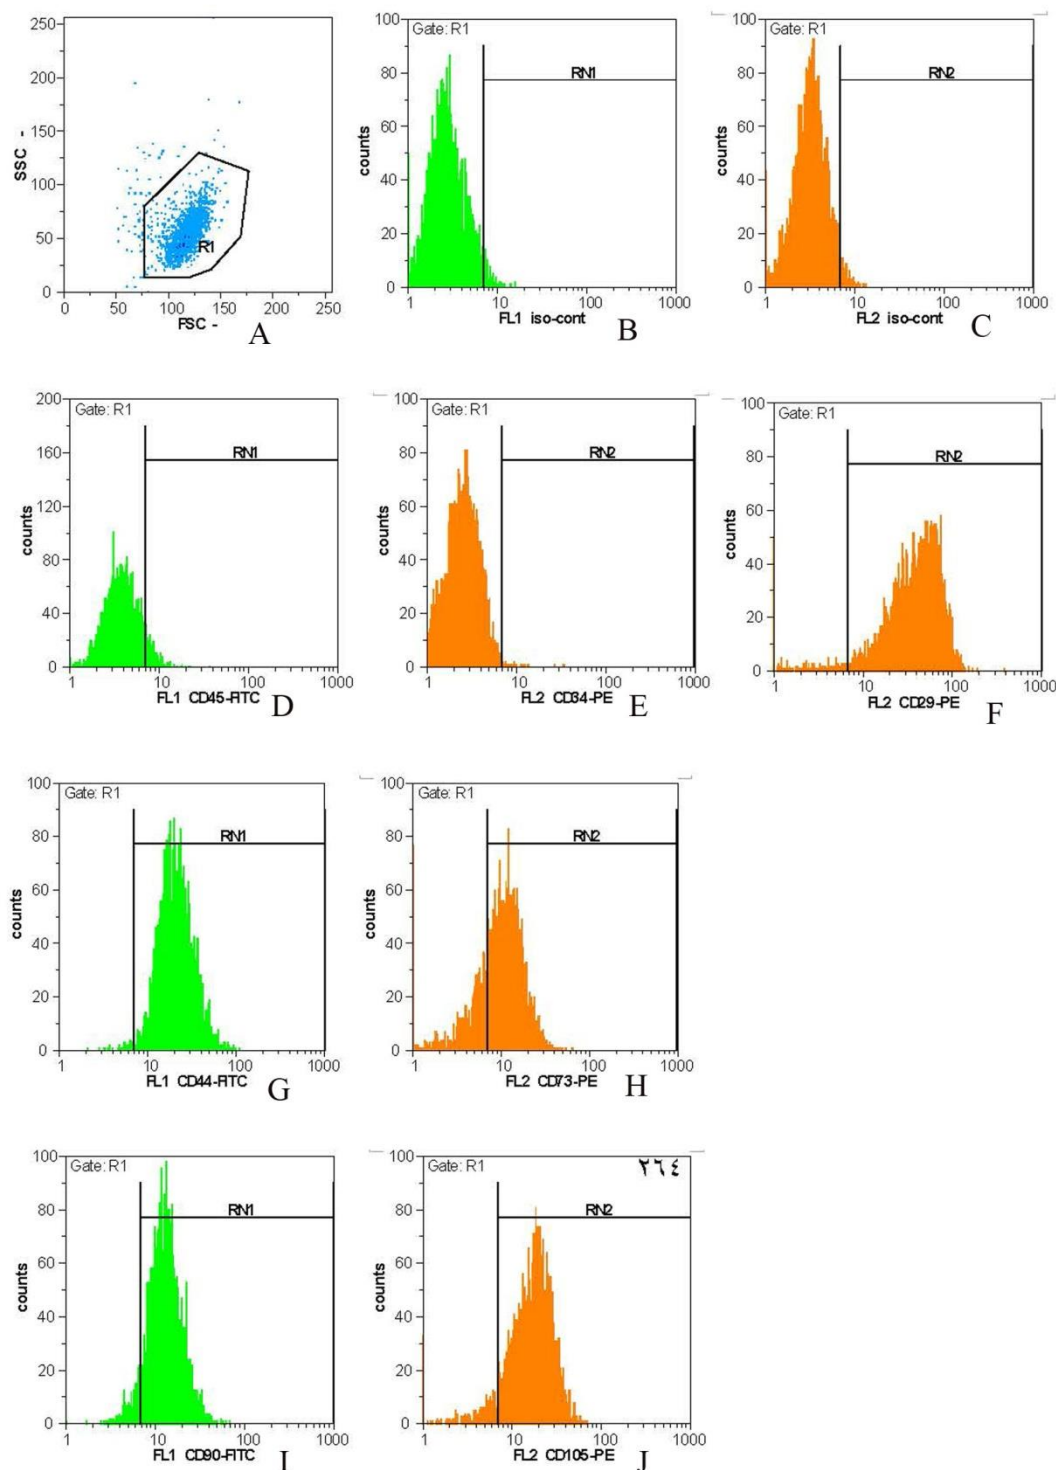 250
200
150
100
50
0
SSC -
R1
0 50 100 150 200 250
FSC -
A
Gate: R1
100
80
60
40
20
0
counts
RN1
1 10 100 1000
FL1 iso-cont
B
Gate: R1
100
80
60
40
20
0
counts
RN2
1 10 100 1000
FL2 iso-cont
C
Gate: R1
200
160
120
80
40
0
counts
RN1
1 10 100 1000
FL1 CD45-FITC
D
Gate: R1
100
80
60
40
20
0
counts
RN2
1 10 100 1000
FL2 CD34-PE
E
Gate: R1
100
80
60
40
20
0
counts
RN2
1 10 100 1000
FL2 CD29-PE
F
Gate: R1
100
80
60
40
20
0
counts
RN1
1 10 100 1000
FL1 CD44-FITC
G
Gate: R1
100
80
60
40
20
0
counts
RN2
1 10 100 1000
FL2 CD73-PE
H
Gate: R1
100
80
60
40
20
0
counts
RN1
1 10 100 1000
FL1 CD90-FITC
I
Gate: R1
٢٦٤
100
80
60
40
20
0
counts
RN2
1 10 100 1000
FL2 CD105-PE
J